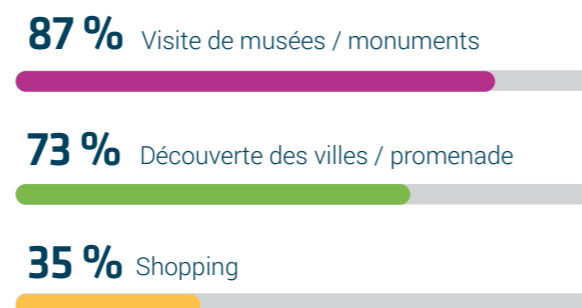 87 % Visite de musées / monuments
73 % Découverte des villes / promenade
35 % Shopping